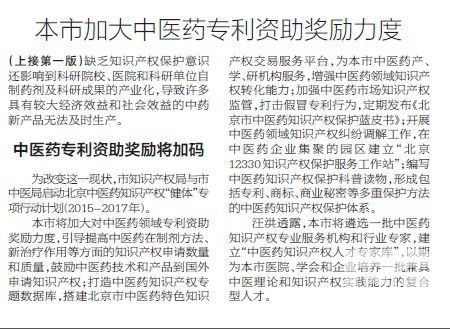 本市加大中医药专利资助奖励力度
(上接第一版)缺乏知识产权保护意识
还影响到科研院校、医院和科研单位自
制药剂及科研成果的产业化,导致许多
具有较大经济效益和社会效益的中药
新产品无法及时生产。
中医药专利资助奖励将加码
为改变这一现状,市知识产权局与市
中医局启动北京中医药知识产权“健体”专
项行动计划(2015-2017年)。
本市将加大对中医药领域专利资助
奖励力度,引导提高中医药在制剂方法、
新治疗作用等方面的知识产权申请数量
和质量,鼓励中医药技术和产品到国外
申请知识产权;打造中医药知识产权专
题数据库,搭建北京市中医药特色知识
产权交易服务平台,为本市中医药产、
学、研机构服务,增强中医药领域知识产
权转化能力;加强中医药市场知识产权
监管,打击假冒专利行为,定期发布《北
京市中医药知识产权保护蓝皮书》;开展
中医药领域知识产权纠纷调解工作,在
中医药企业集聚的园区建立“北京
12330知识产权保护服务工作站”;编写
中医药知识产权保护科普读物,形成包
括专利、商标、商业秘密等多重保护方法
的中医药知识产权保护体系。
汪洪透露,本市将遴选一批中医药
知识产权专业服务机构和行业专家,建
立“中医药知识产权人才专家库”,以期
为本市医院、学会和企业培养一批兼具
中医理论和知识产权实践能力的复合
型人才。